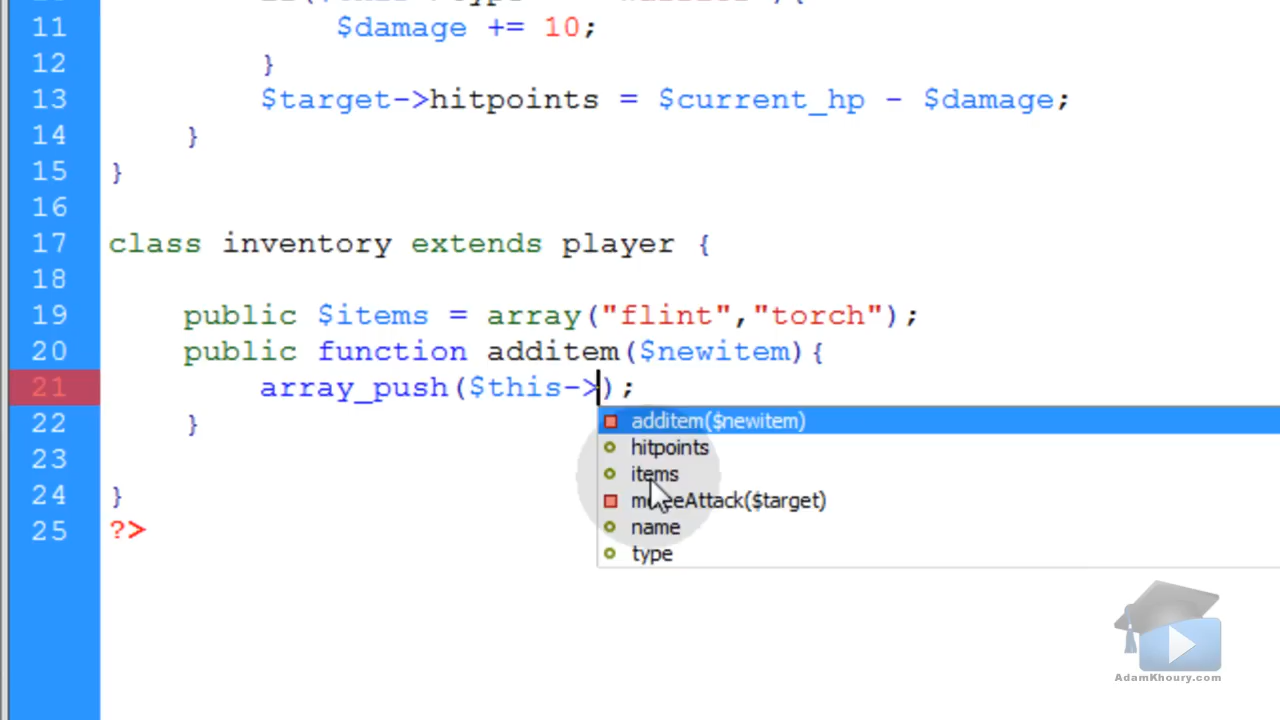 11 $damage += 10;
12 }
13 $target->hitpoints = $current_hp - $damage;
14 }
15 }
16
17 class inventory extends player {
18
19 public $items = array("flint","torch");
20 public function additem($newitem){
21 array_push($this->);
22 }
23
24 }
25 ?>
additem($newitem)
hitpoints
items
meleeAttack($target)
name
type
AdamKhoury.com